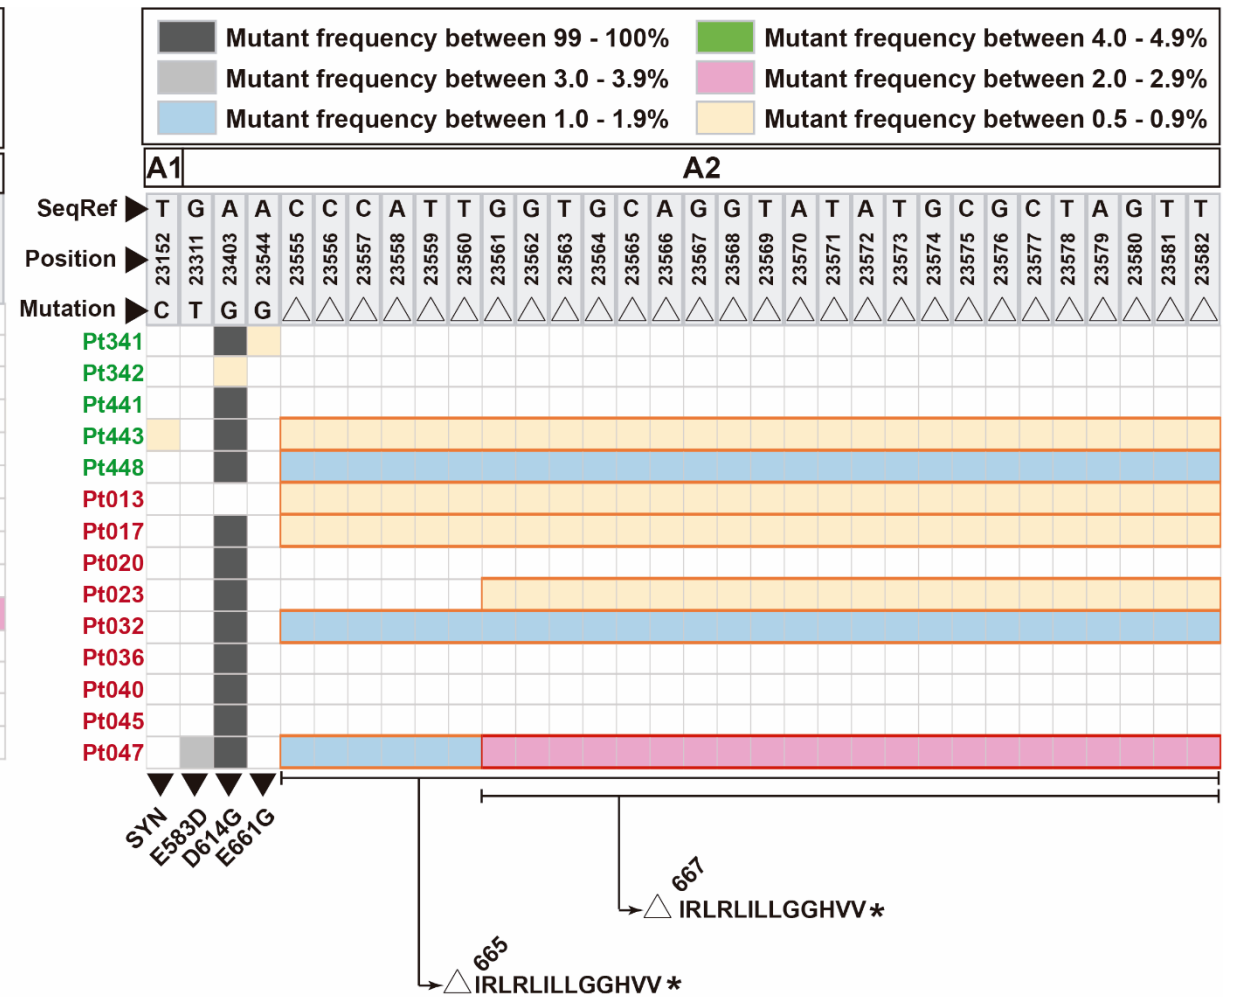 Mutant frequency between 99 - 100% Mutant frequency between 4.0 - 4.9%
Mutant frequency between 3.0 - 3.9% Mutant frequency between 2.0 - 2.9%
Mutant frequency between 1.0 - 1.9% Mutant frequency between 0.5 - 0.9%
A1 A2
SeqRef ▶ T G A A C C C A T T G G T G C A G G T A T A T G C G C T A G T T
Position ▶ 23152 23311 23403 23544 23555 23556 23557 23558 23559 23560 23561 23562 23563 23564 23565 23566 23567 23568 23569 23570 23571 23572 23573 23574 23575 23576 23577 23578 23579 23580 23581 23582
Mutation ▶ C T G G △ △ △ △ △ △ △ △ △ △ △ △ △ △ △ △ △ △ △ △ △ △ △ △ △ △ △ △
Pt341
Pt342
Pt441
Pt443
Pt448
Pt013
Pt017
Pt020
Pt023
Pt032
Pt036
Pt040
Pt045
Pt047
SYN E583D D614G E661G
667
△ IRLRLILLGGHVV*
665
△ IRLRLILLGGHVV*